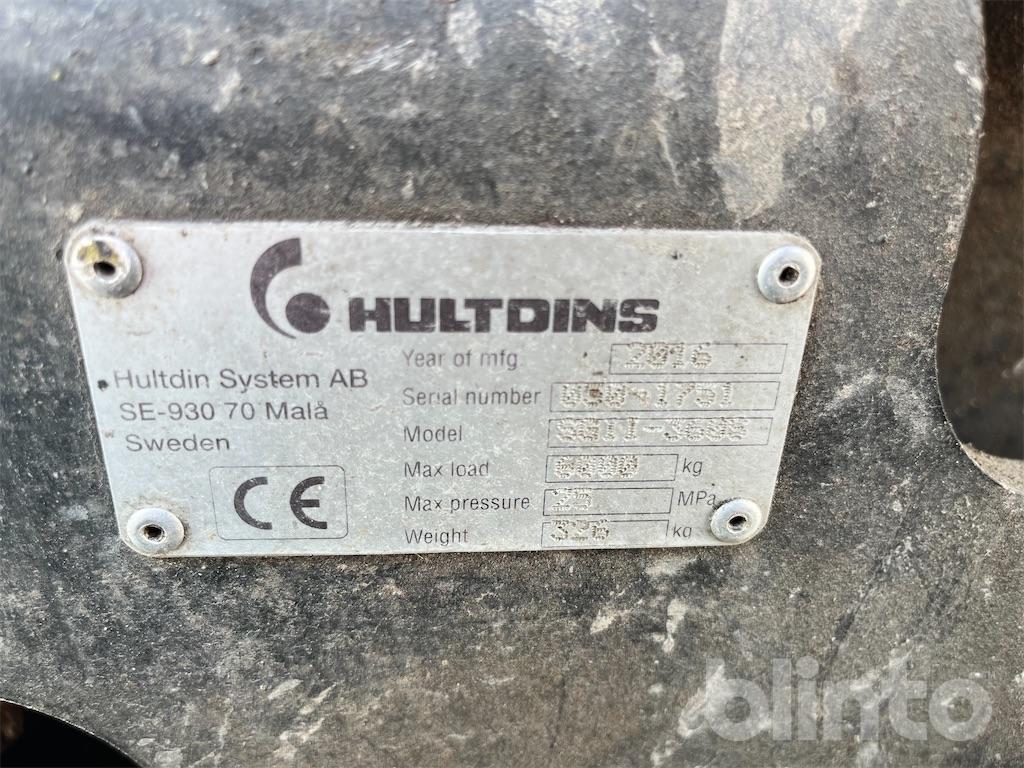 HULTDINS
Hultdin System AB
SE-930 70 Malå
Sweden
CE
Year of mfg. 2016
Serial number
Model
Max load kg
Max pressure 25 MPa
Weight 326 kg
blinto